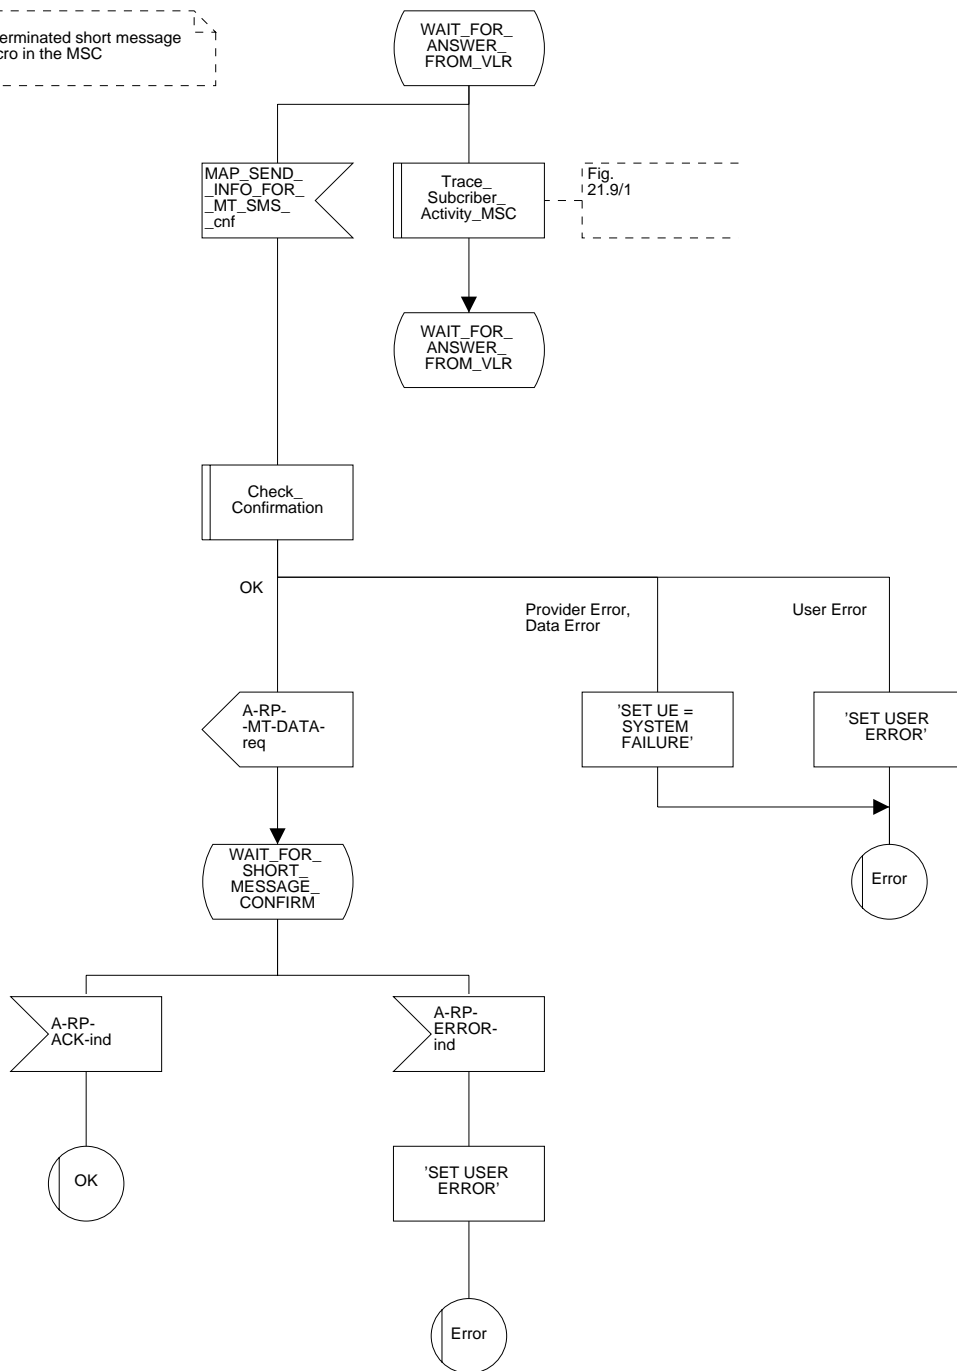 terminated short message
cro in the MSC
WAIT_FOR_
ANSWER_
FROM_VLR
MAP_SEND_
_INFO_FOR_
_MT_SMS_
_cnf
Trace_
Subcriber_
Activity_MSC
Fig.
21.9/1
WAIT_FOR_
ANSWER_
FROM_VLR
Check_
Confirmation
OK
Provider Error,
Data Error
User Error
A-RP-
-MT-DATA-
req
'SET UE =
SYSTEM
FAILURE'
'SET USER
ERROR'
WAIT_FOR_
SHORT_
MESSAGE_
CONFIRM
Error
A-RP-
ACK-ind
A-RP-
ERROR-
ind
OK
'SET USER
ERROR'
Error